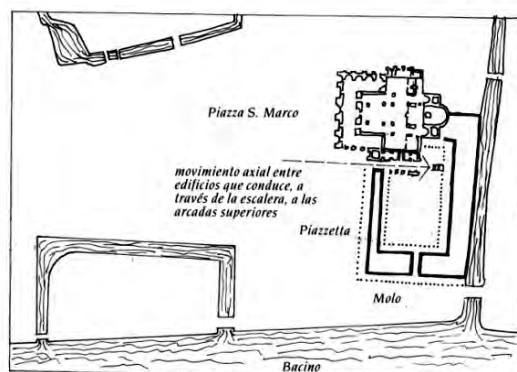 Piazza S. Marco
movimiento axial entre
edificios que conduce, a
través de la escalera, a las
arcadas superiores
Piazzetta
Molo
Bacino